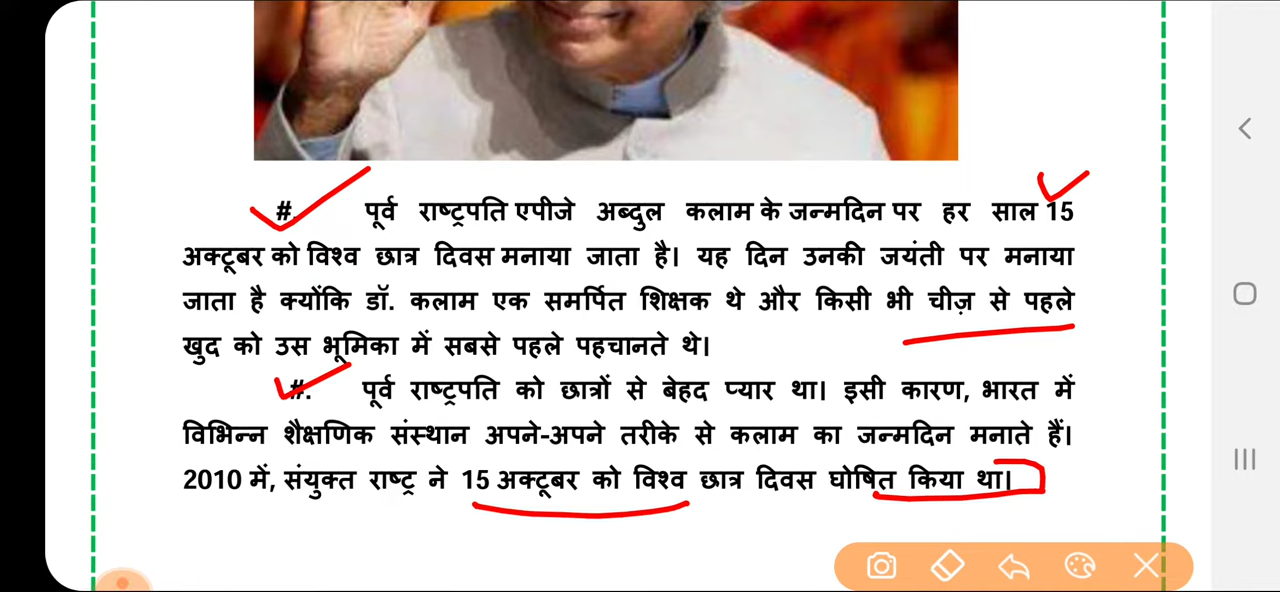 #. पूर्व राष्ट्रपति एपीजे अब्दुल कलाम के जन्मदिन पर हर साल 15
अक्टूबर को विश्व छात्र दिवस मनाया जाता है। यह दिन उनकी जयंती पर मनाया
जाता है क्योंकि डॉ. कलाम एक समर्पित शिक्षक थे और किसी भी चीज़ से पहले
खुद को उस भूमिका में सबसे पहले पहचानते थे।
#. पूर्व राष्ट्रपति को छात्रों से बेहद प्यार था। इसी कारण, भारत में
विभिन्न शैक्षणिक संस्थान अपने-अपने तरीके से कलाम का जन्मदिन मनाते हैं।
2010 में, संयुक्त राष्ट्र ने 15 अक्टूबर को विश्व छात्र दिवस घोषित किया था।